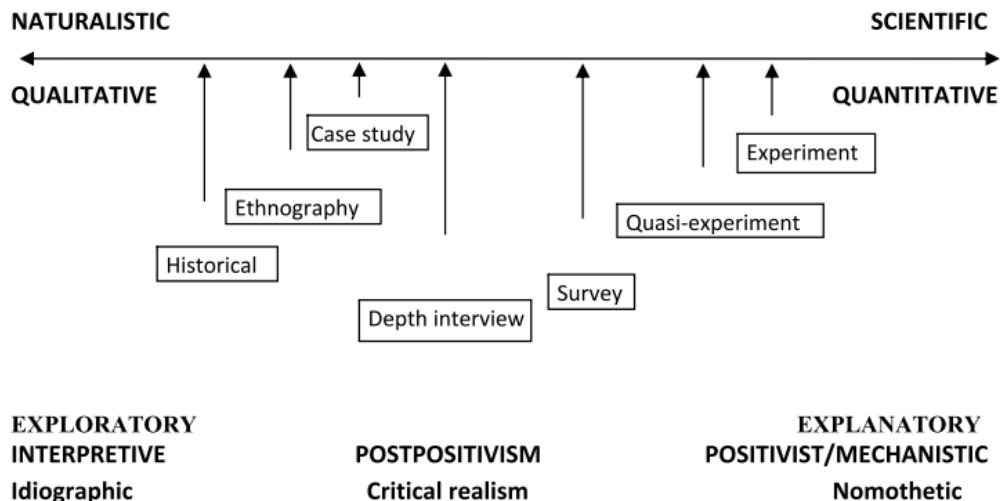 NATURALISTIC SCIENTIFIC
QUALITATIVE QUANTITATIVE
Case study
Experiment
Ethnography
Quasi-experiment
Historical
Survey
Depth interview
EXPLORATORY EXPLANATORY
INTERPRETIVE POSTPOSITIVISM POSITIVIST/MECHANISTIC
Idiographic Critical realism Nomothetic